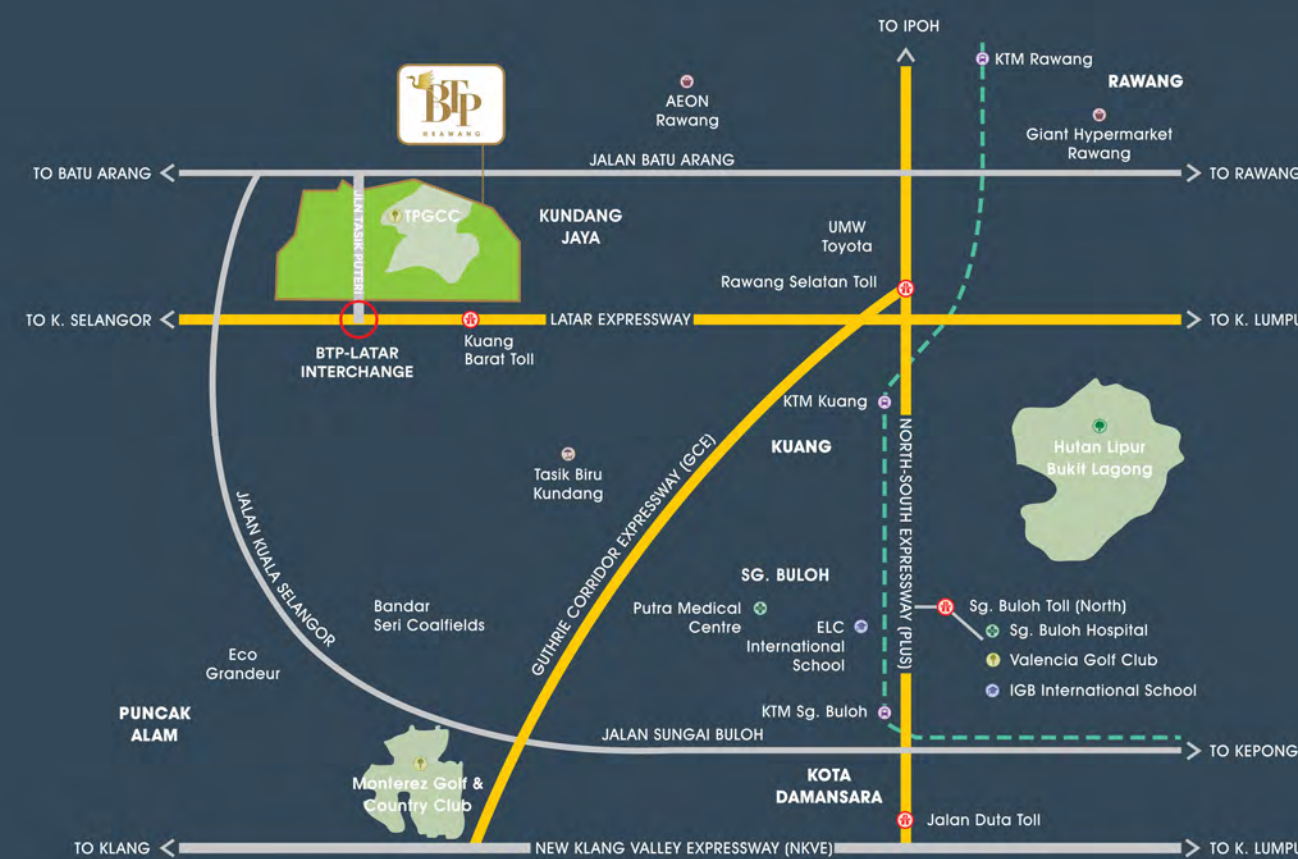 TO IPOH
KTM Rawang
RAWANG
BTP
AEON
Rawang
Giant Hypermarket
Rawang
JALAN BATU ARANG
TO BATU ARANG
TO RAWANG
JLN TASIK PUTERI
TPGCC
KUNDANG
JAYA
UMW
Toyota
Rawang Selatan Toll
TO K. SELANGOR
LATAR EXPRESSWAY
TO K. LUMPU
Kuang
Barat Toll
BTP-LATAR
INTERCHANGE
KTM Kuang
KUANG
Hutan Lipur
Bukit Lagong
Tasik Biru
Kundang
GUTHRIE CORRIDOR EXPRESSWAY (GCE)
NORTH-SOUTH EXPRESSWAY (PLUS)
JALAN KUALA SELANGOR
SG. BULOH
Putra Medical
Centre
ELC
International
School
Sg. Buloh Toll (North)
Sg. Buloh Hospital
Valencia Golf Club
IGB International School
Bandar
Seri Coalfields
Eco
Grandeur
PUNCAK
ALAM
KTM Sg. Buloh
JALAN SUNGAI BULOH
TO KEPONG
Monterez Golf &
Country Club
KOTA
DAMANSARA
Jalan Duta Toll
TO KLANG
NEW KLANG VALLEY EXPRESSWAY (NKVE)
TO K. LUMPU